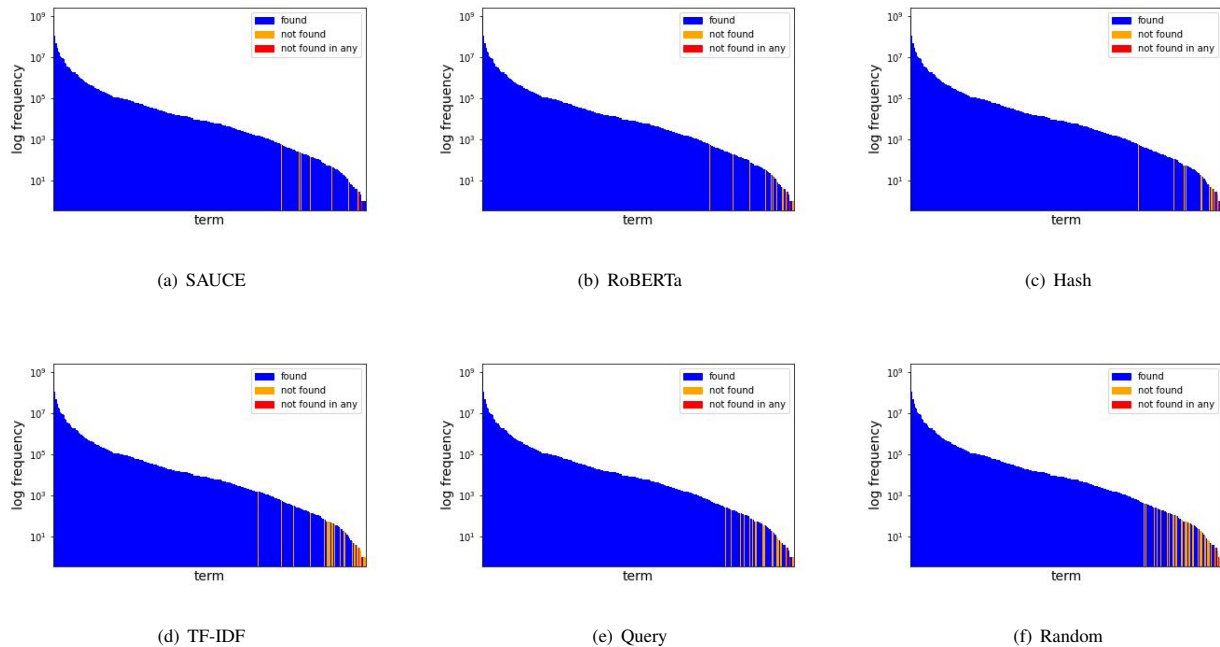 10⁹
10⁷
10⁵
10³
10¹
log frequency
term
found
not found
not found in any
(a) SAUCE
10⁹
10⁷
10⁵
10³
10¹
log frequency
term
found
not found
not found in any
(b) RoBERTa
10⁹
10⁷
10⁵
10³
10¹
log frequency
term
found
not found
not found in any
(c) Hash
10⁹
10⁷
10⁵
10³
10¹
log frequency
term
found
not found
not found in any
(d) TF-IDF
10⁹
10⁷
10⁵
10³
10¹
log frequency
term
found
not found
not found in any
(e) Query
10⁹
10⁷
10⁵
10³
10¹
log frequency
term
found
not found
not found in any
(f) Random